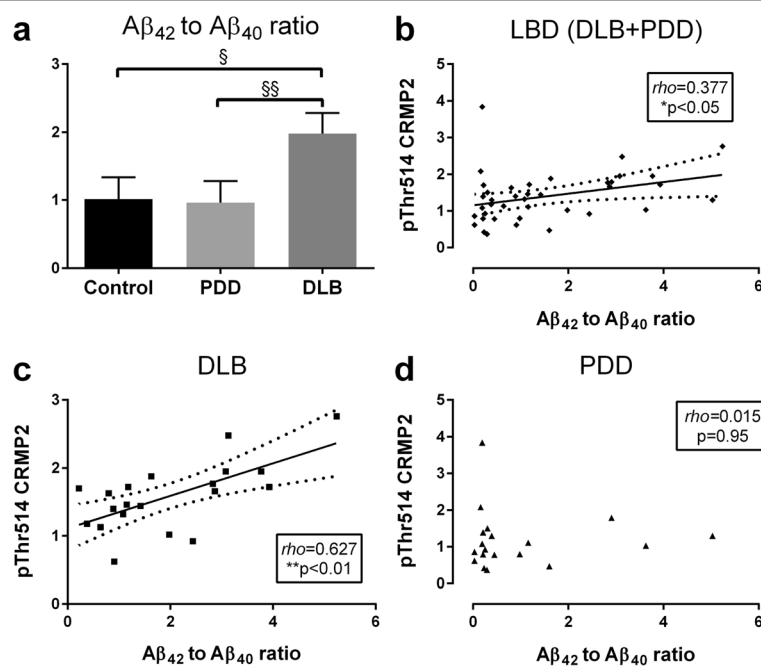 a
Aβ42 to Aβ40 ratio
§
§§
3
2
1
0
Control PDD DLB
b
LBD (DLB+PDD)
pThr514 CRMP2
5
4
3
2
1
0
rho=0.377
*p<0.05
0 2 4 6
Aβ42 to Aβ40 ratio
c
DLB
pThr514 CRMP2
3
2
1
0
rho=0.627
**p<0.01
0 2 4 6
Aβ42 to Aβ40 ratio
d
PDD
pThr514 CRMP2
5
4
3
2
1
0
rho=0.015
p=0.95
0 2 4 6
Aβ42 to Aβ40 ratio